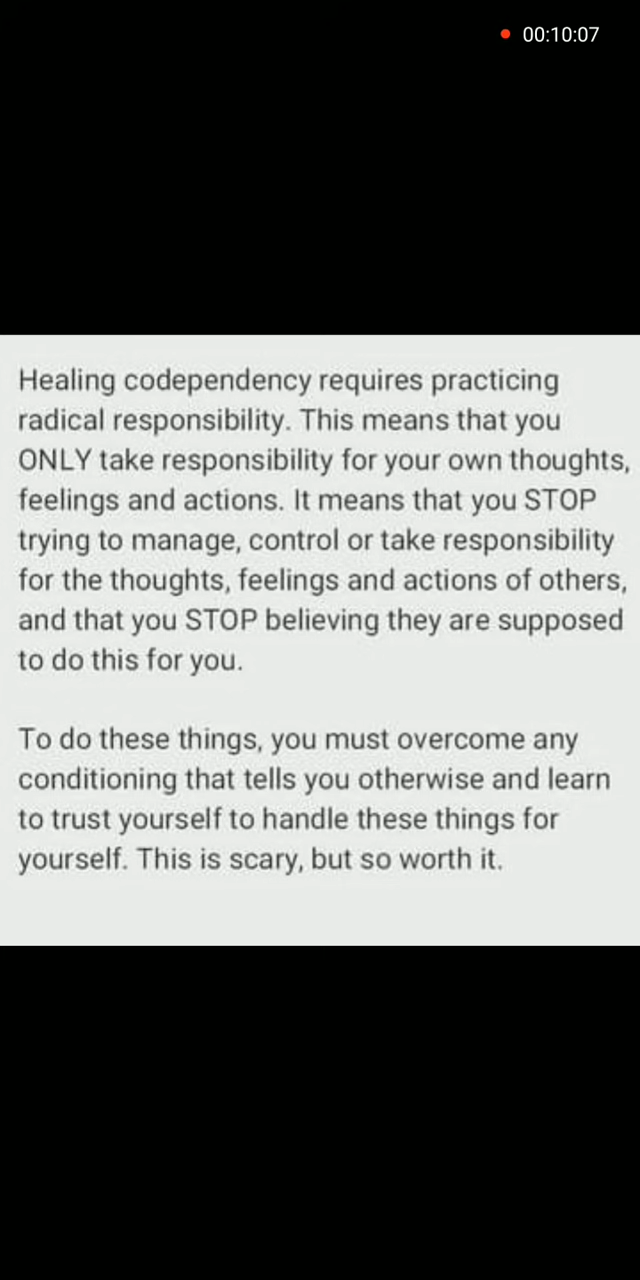 00:10:07
Healing codependency requires practicing
radical responsibility. This means that you
ONLY take responsibility for your own thoughts,
feelings and actions. It means that you STOP
trying to manage, control or take responsibility
for the thoughts, feelings and actions of others,
and that you STOP believing they are supposed
to do this for you.
To do these things, you must overcome any
conditioning that tells you otherwise and learn
to trust yourself to handle these things for
yourself. This is scary, but so worth it.